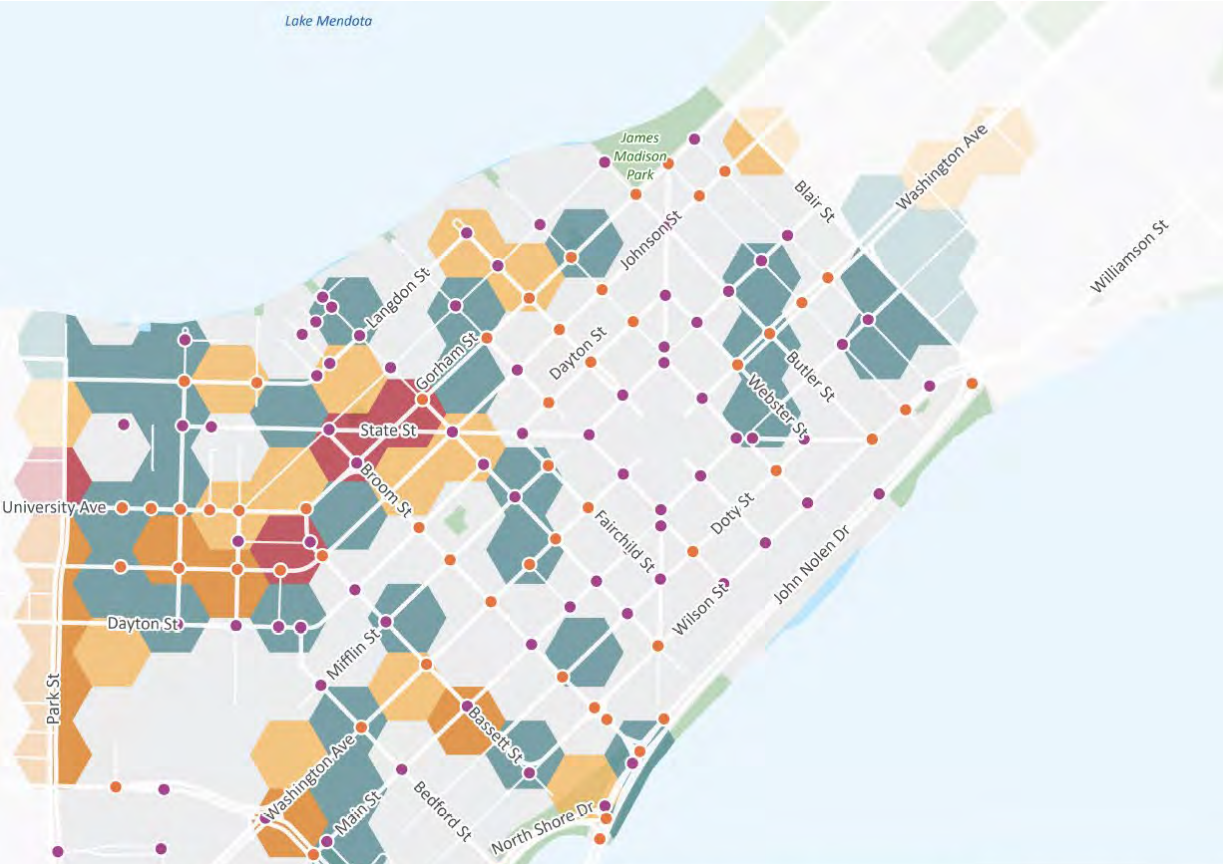 Lake Mendota
James
Madison
Park
Washington Ave
Blair St
Johnson St
Williamson St
Langdon St
Gorham St
Dayton St
Butler St
Webster St
State St
Broom St
University Ave
Fairchild St
Doty St
John Nolen Dr
Wilson St
Dayton St
Mifflin St
Park St
Bassett St
Washington Ave
Main St
Bedford St
North Shore Dr